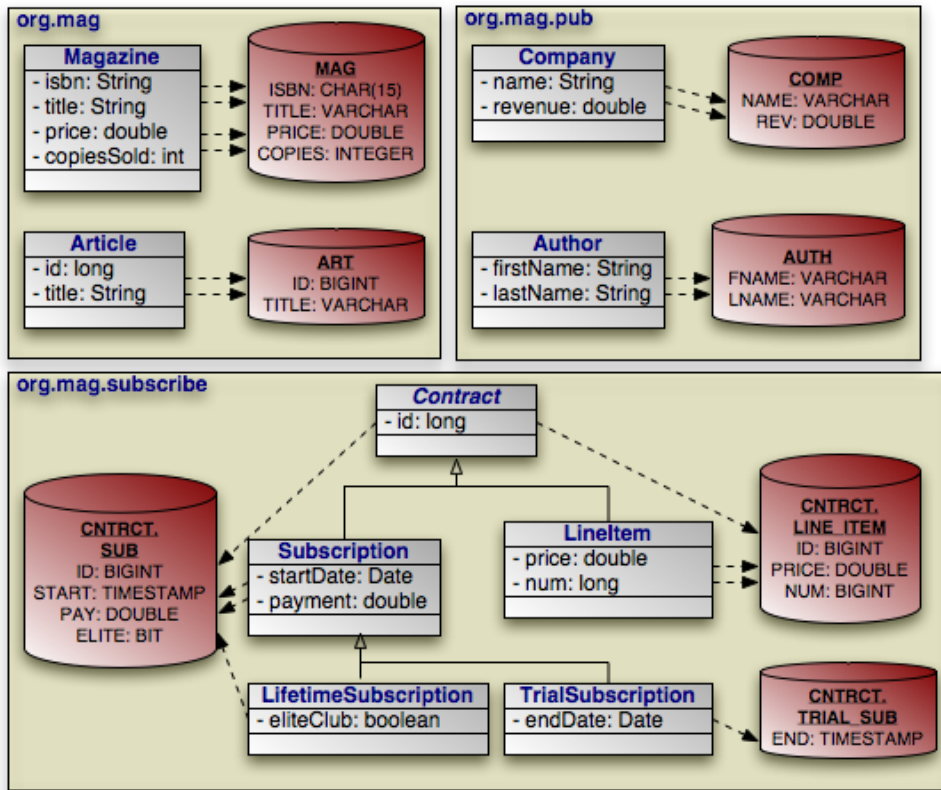 org.mag
Magazine
- isbn: String
- title: String
- price: double
- copiesSold: int
MAG
ISBN: CHAR(15)
TITLE: VARCHAR
PRICE: DOUBLE
COPIES: INTEGER
Article
- id: long
- title: String
ART
ID: BIGINT
TITLE: VARCHAR
org.mag.pub
Company
- name: String
- revenue: double
COMP
NAME: VARCHAR
REV: DOUBLE
Author
- firstName: String
- lastName: String
AUTH
FNAME: VARCHAR
LNAME: VARCHAR
org.mag.subscribe
Contract
- id: long
CNTRCT.
SUB
ID: BIGINT
START: TIMESTAMP
PAY: DOUBLE
ELITE: BIT
Subscription
- startDate: Date
- payment: double
LineItem
- price: double
- num: long
CNTRCT.
LINE_ITEM
ID: BIGINT
PRICE: DOUBLE
NUM: BIGINT
LifetimeSubscription
- eliteClub: boolean
TrialSubscription
- endDate: Date
CNTRCT.
TRIAL_SUB
END: TIMESTAMP